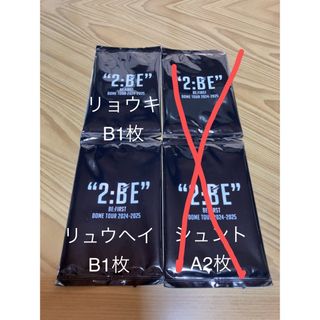 "2:BE"
BE:FIRST
DOME TOUR 2024-2025
リョウキ
B1枚
"2:BE"
BE:FIRST
DOME TOUR 2024-2025
"2:BE"
BE:FIRST
DOME TOUR 2024-2025
リュウヘイ
B1枚
"2:BE"
BE:FIRST
DOME TOUR 2024-2025
シュント
A2枚